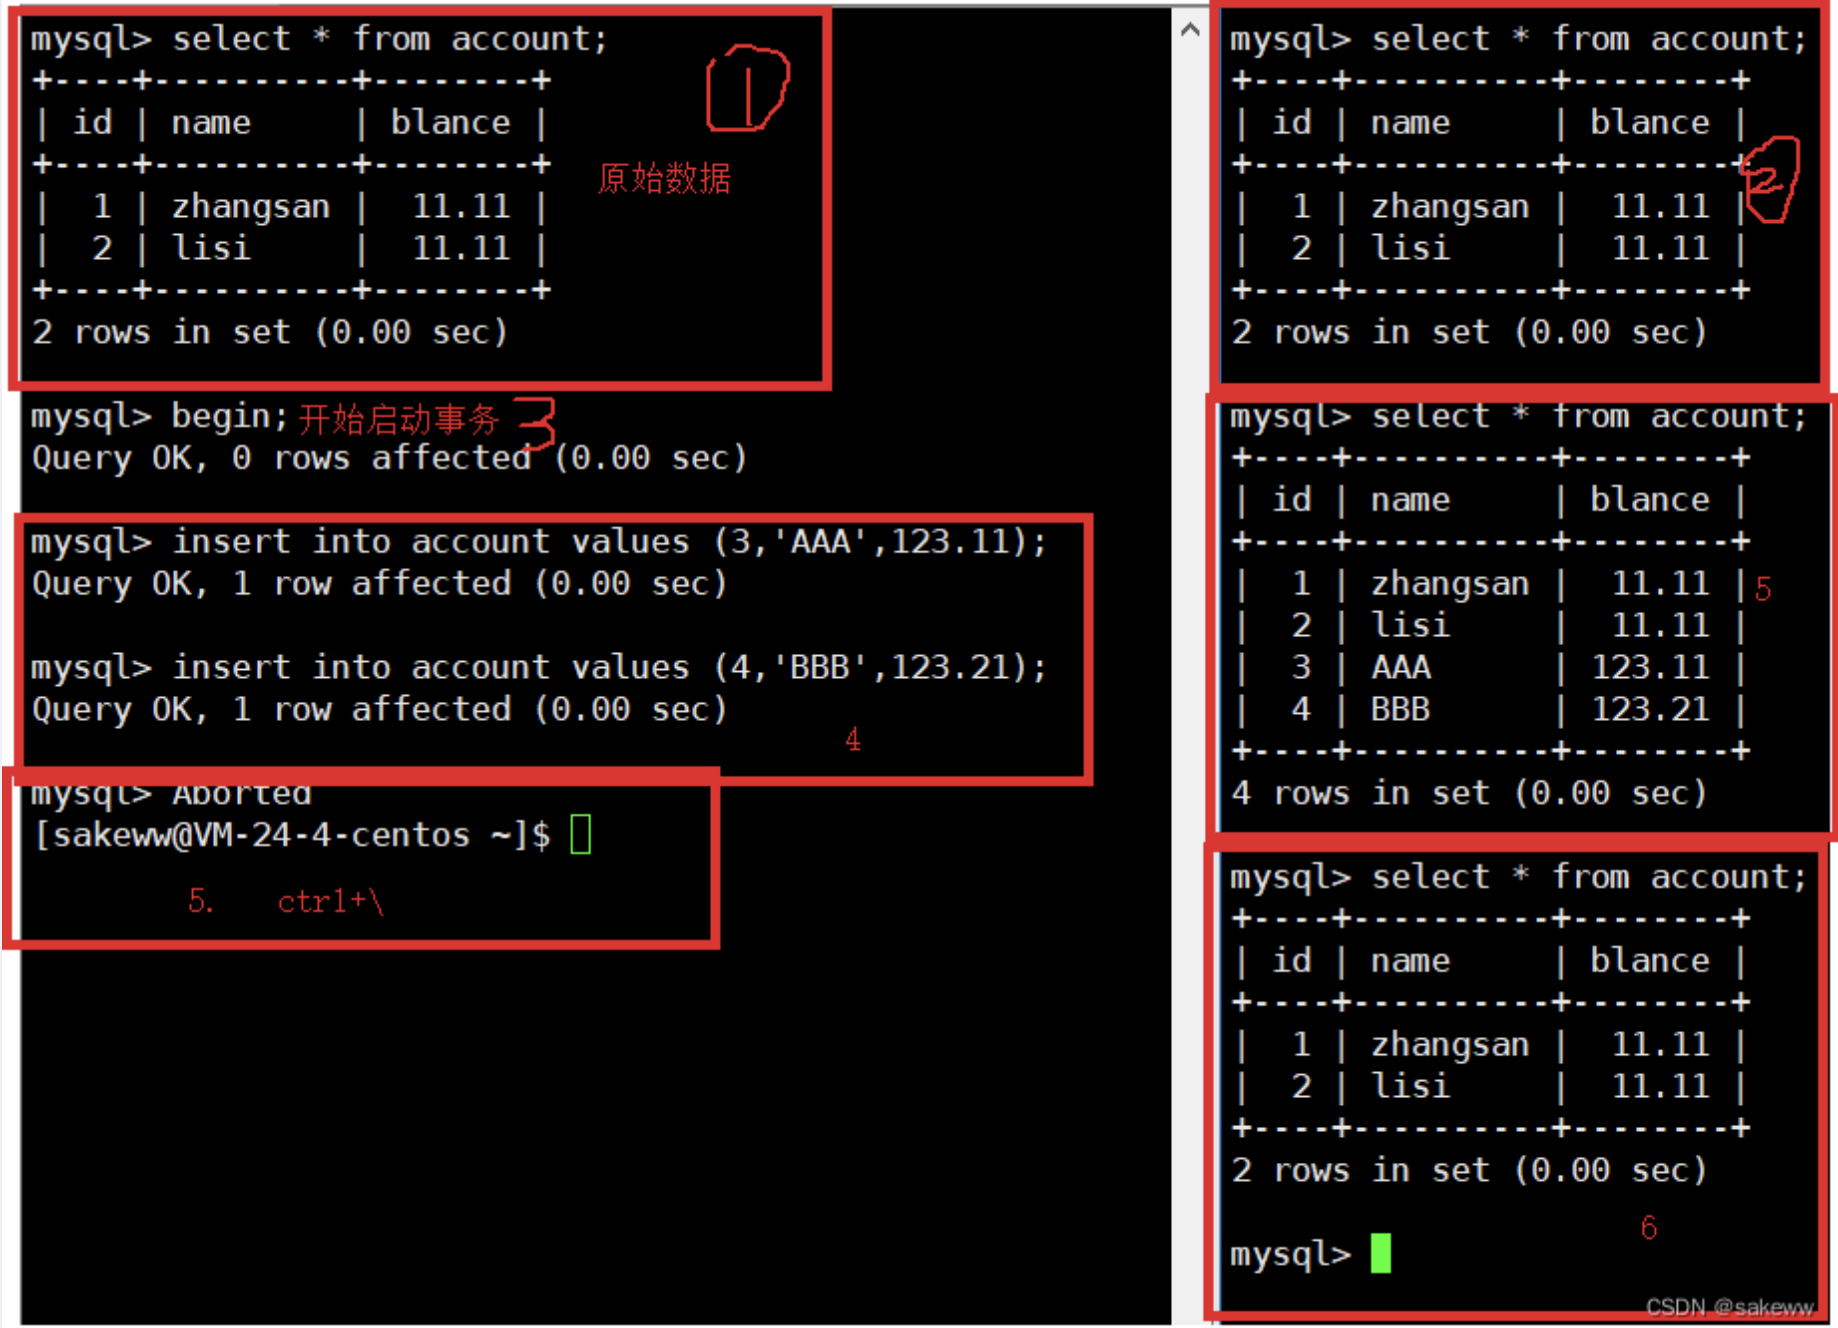 mysql> select * from account;
+----+----------+--------+
| id | name     | blance |
+----+----------+--------+
|  1 | zhangsan |  11.11 |
|  2 | lisi     |  11.11 |
+----+----------+--------+
2 rows in set (0.00 sec)
1
原始数据
mysql> begin; 开始启动事务 3
Query OK, 0 rows affected (0.00 sec)
mysql> insert into account values (3,'AAA',123.11);
Query OK, 1 row affected (0.00 sec)
mysql> insert into account values (4,'BBB',123.21);
Query OK, 1 row affected (0.00 sec)
4
mysql> Aborted
[sakeww@VM-24-4-centos ~]$
5. ctrl+\
mysql> select * from account;
+----+----------+--------+
| id | name     | blance |
+----+----------+--------+
|  1 | zhangsan |  11.11 |
|  2 | lisi     |  11.11 |
+----+----------+--------+
2 rows in set (0.00 sec)
2
mysql> select * from account;
+----+----------+--------+
| id | name     | blance |
+----+----------+--------+
|  1 | zhangsan |  11.11 | 5
|  2 | lisi     |  11.11 |
|  3 | AAA      | 123.11 |
|  4 | BBB      | 123.21 |
+----+----------+--------+
4 rows in set (0.00 sec)
mysql> select * from account;
+----+----------+--------+
| id | name     | blance |
+----+----------+--------+
|  1 | zhangsan |  11.11 |
|  2 | lisi     |  11.11 |
+----+----------+--------+
2 rows in set (0.00 sec)
6
mysql>
CSDN @sakeww